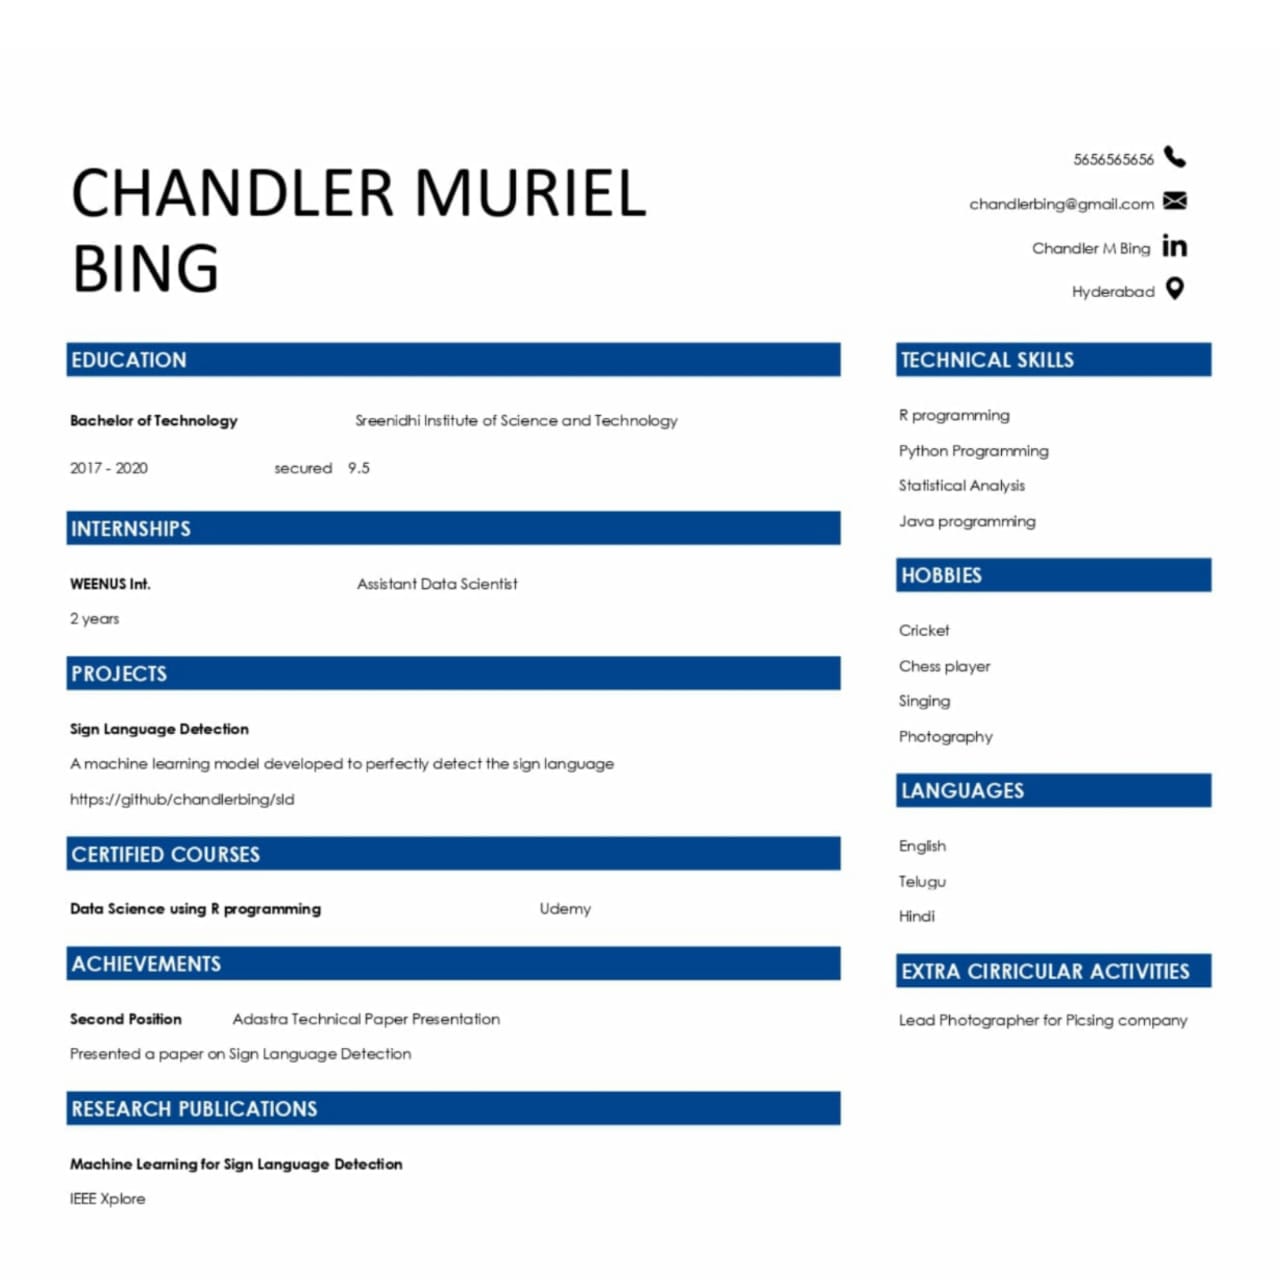 CHANDLER MURIEL
BING
5656565656
chandlerbing@gmail.com
Chandler M Bing
in
Hyderabad
EDUCATION
Bachelor of Technology Sreenidhi Institute of Science and Technology
2017 - 2020 secured 9.5
INTERNSHIPS
WEENUS Int. Assistant Data Scientist
2 years
PROJECTS
Sign Language Detection
A machine learning model developed to perfectly detect the sign language
https://github/chandlerbing/sld
CERTIFIED COURSES
Data Science using R programming Udemy
ACHIEVEMENTS
Second Position Adastra Technical Paper Presentation
Presented a paper on Sign Language Detection
RESEARCH PUBLICATIONS
Machine Learning for Sign Language Detection
IEEE Xplore
TECHNICAL SKILLS
R programming
Python Programming
Statistical Analysis
Java programming
HOBBIES
Cricket
Chess player
Singing
Photography
LANGUAGES
English
Telugu
Hindi
EXTRA CIRRICULAR ACTIVITIES
Lead Photographer for Picsing company